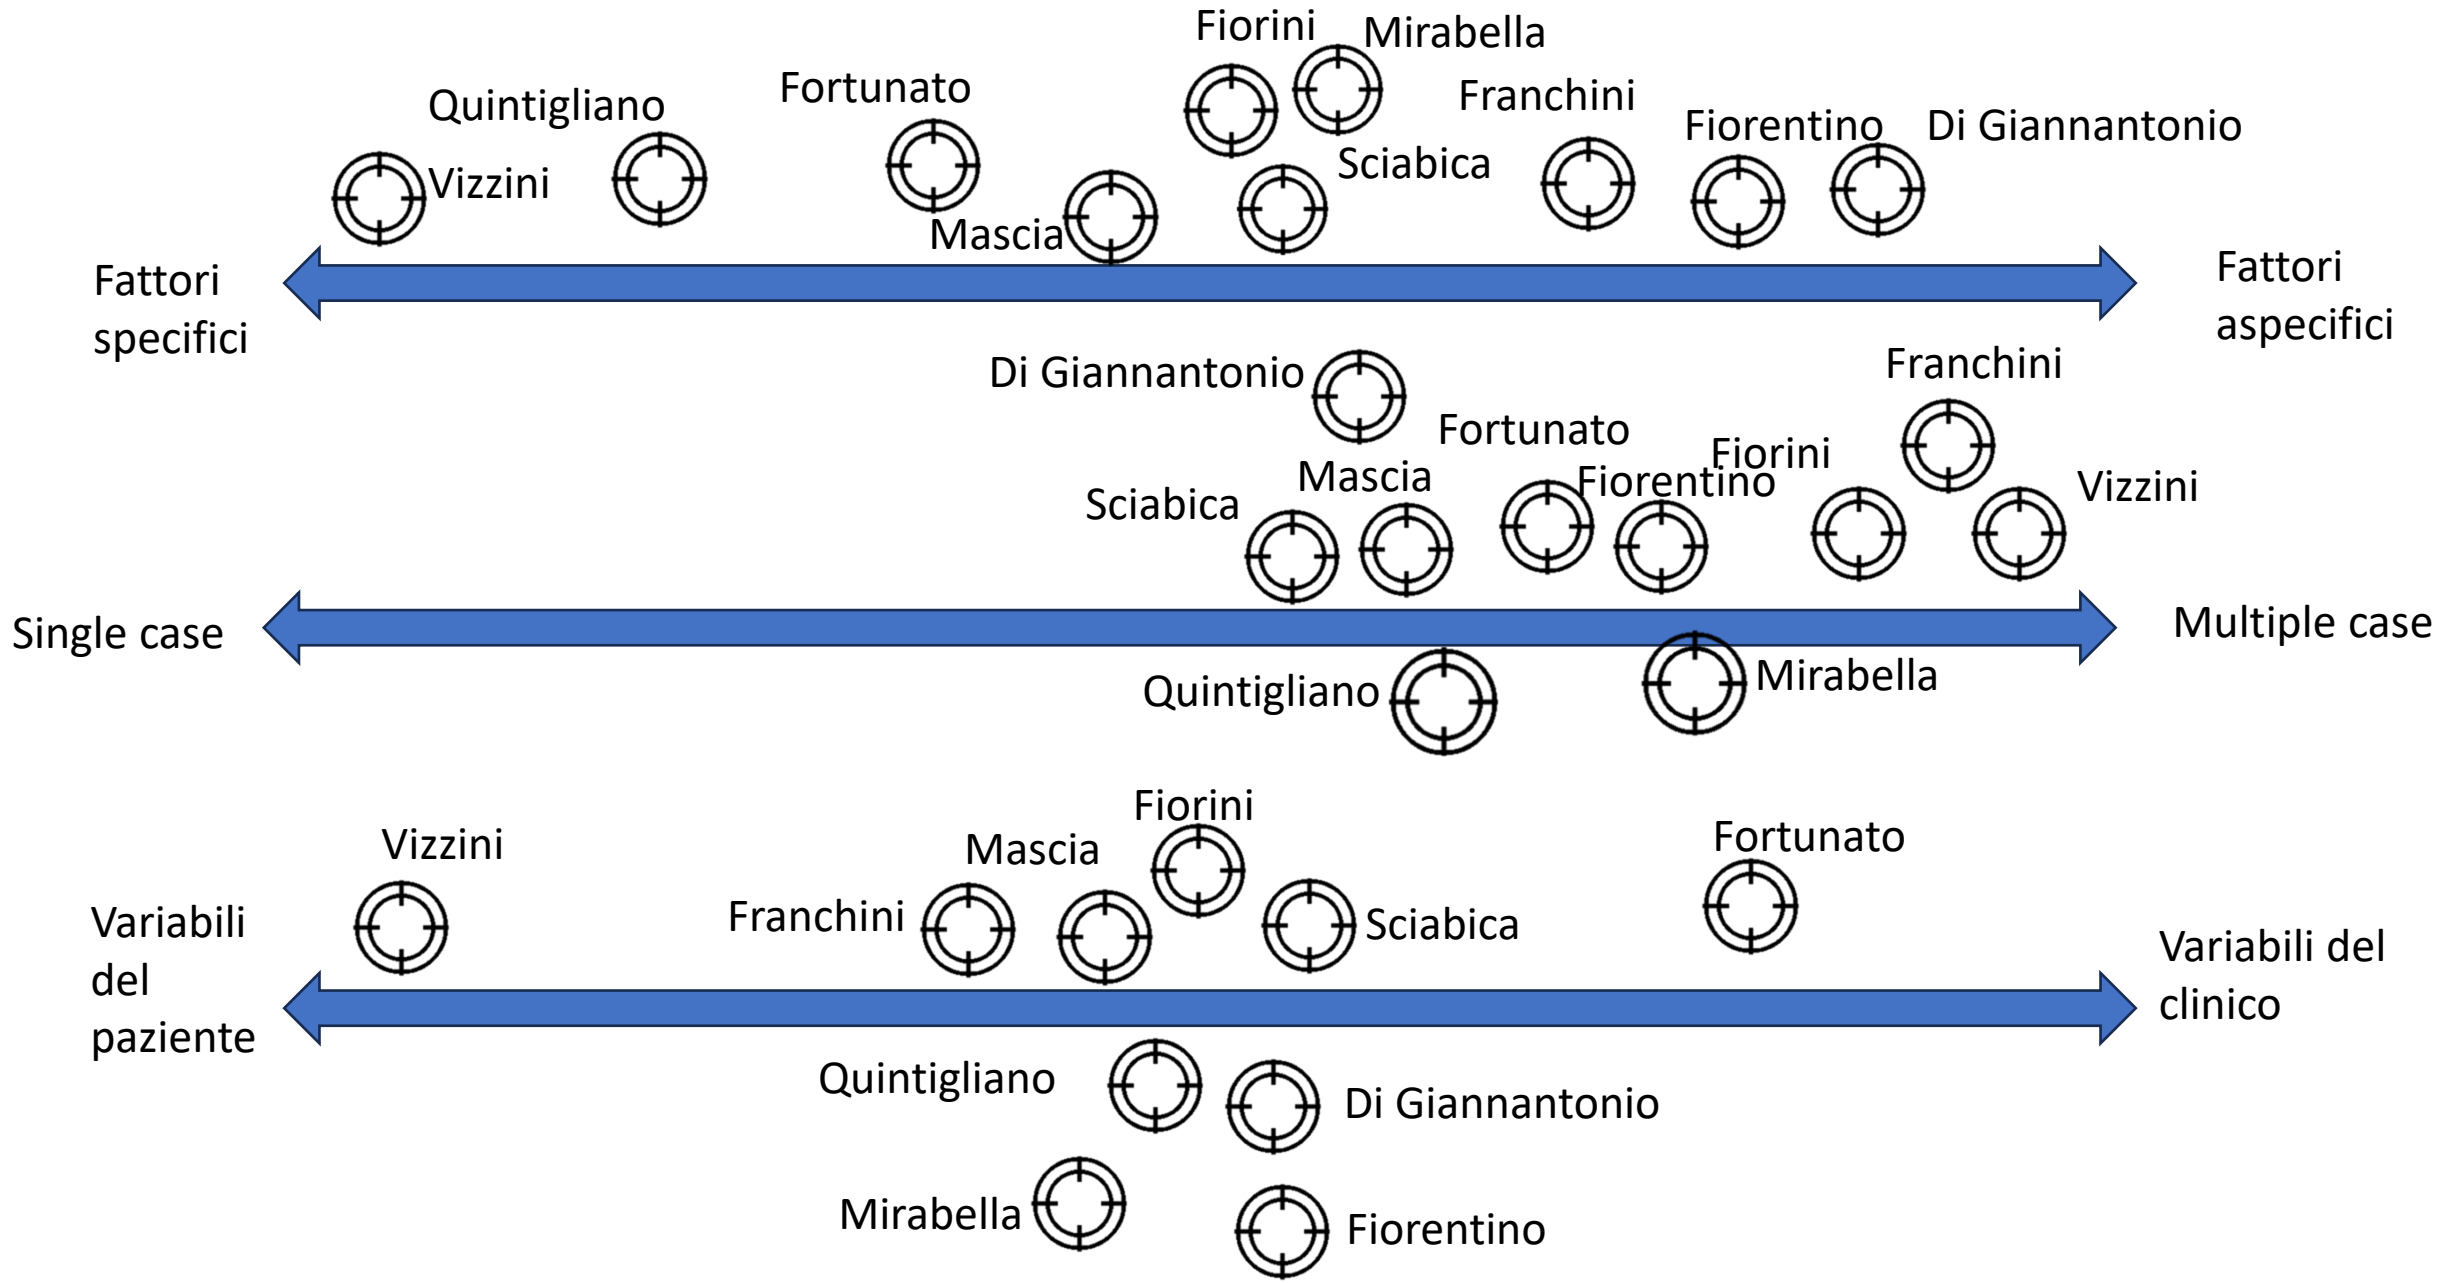 Fiorini
Mirabella
Fortunato
Franchini
Quintigliano
Fiorentino
Di Giannantonio
Sciabica
Vizzini
Mascia
Fattori
specifici
Fattori
aspecifici
Franchini
Di Giannantonio
Fortunato
Fiorini
Mascia
Fiorentino
Vizzini
Sciabica
Single case
Multiple case
Quintigliano
Mirabella
Fiorini
Vizzini
Mascia
Fortunato
Franchini
Sciabica
Variabili
del
paziente
Variabili del
clinico
Quintigliano
Di Giannantonio
Mirabella
Fiorentino